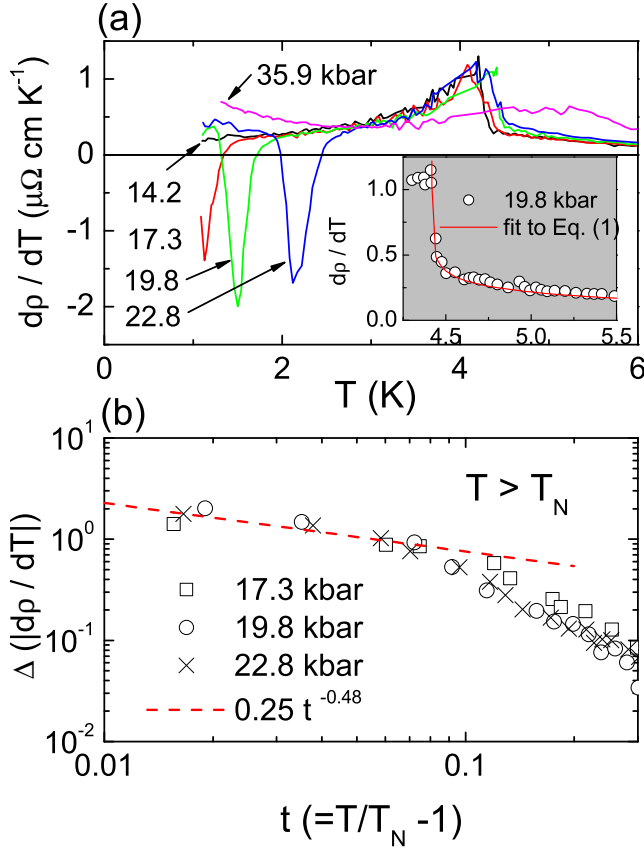 (a)
dρ / dT (μΩ cm K⁻¹)
1
0
-1
-2
35.9 kbar
14.2
17.3
19.8
22.8
1.0
0.5
0.0
dρ / dT
19.8 kbar
fit to Eq. (1)
4.5 5.0 5.5
0 2 4 6
T (K)
(b)
Δ (|dρ / dT|)
10¹
10⁰
10⁻¹
10⁻²
T > T_N
17.3 kbar
19.8 kbar
22.8 kbar
0.25 t ^-0.48
0.01 0.1
t (=T/T_N -1)